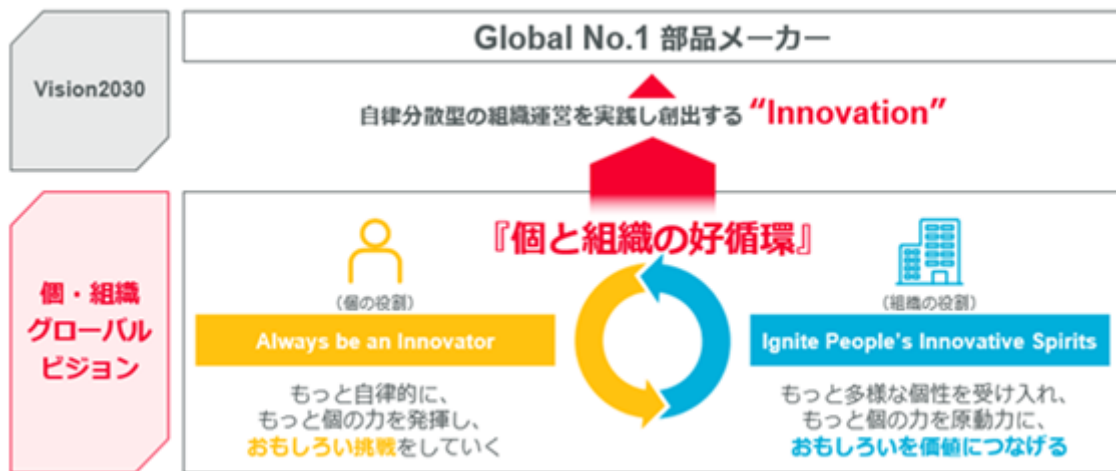 Vision2030
Global No.1 部品メーカー
自律分散型の組織運営を実践し創出する “Innovation”
個・組織
グローバル
ビジョン
『個と組織の好循環』
（個の役割）
Always be an Innovator
もっと自律的に、
もっと個の力を発揮し、
おもしろい挑戦をしていく
（組織の役割）
Ignite People's Innovative Spirits
もっと多様な個性を受け入れ、
もっと個の力を原動力に、
おもしろいを価値につなげる